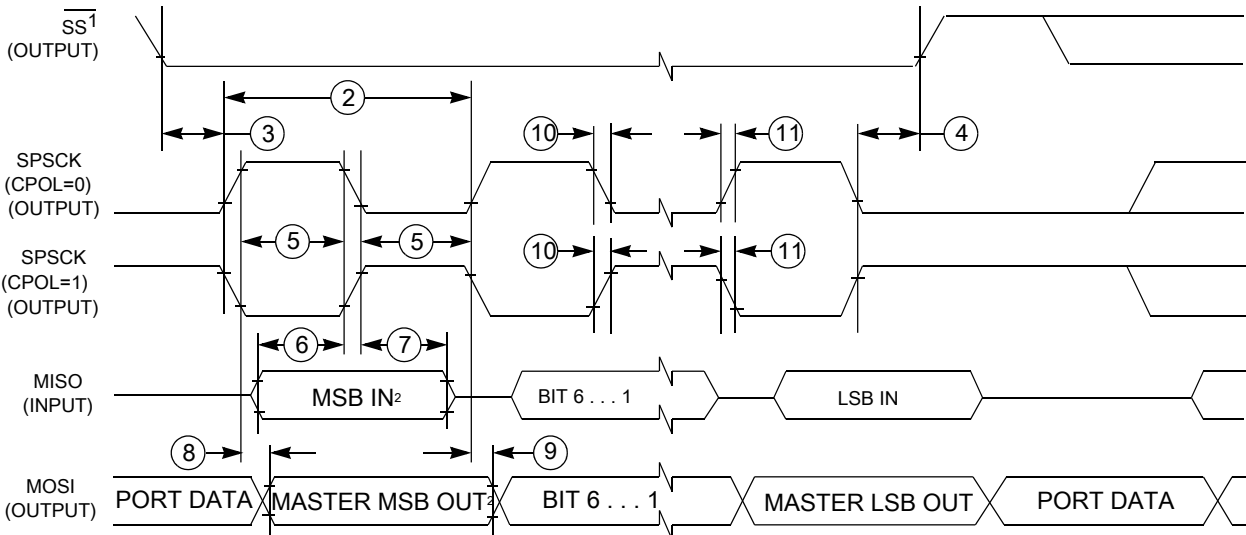 SS1
(OUTPUT)
2
3
10
11
4
SPSCK
(CPOL=0)
(OUTPUT)
5
5
10
11
SPSCK
(CPOL=1)
(OUTPUT)
6
7
MISO
(INPUT)
MSB IN2
BIT 6 . . . 1
LSB IN
8
9
MOSI
(OUTPUT)
PORT DATA
MASTER MSB OUT2
BIT 6 . . . 1
MASTER LSB OUT
PORT DATA